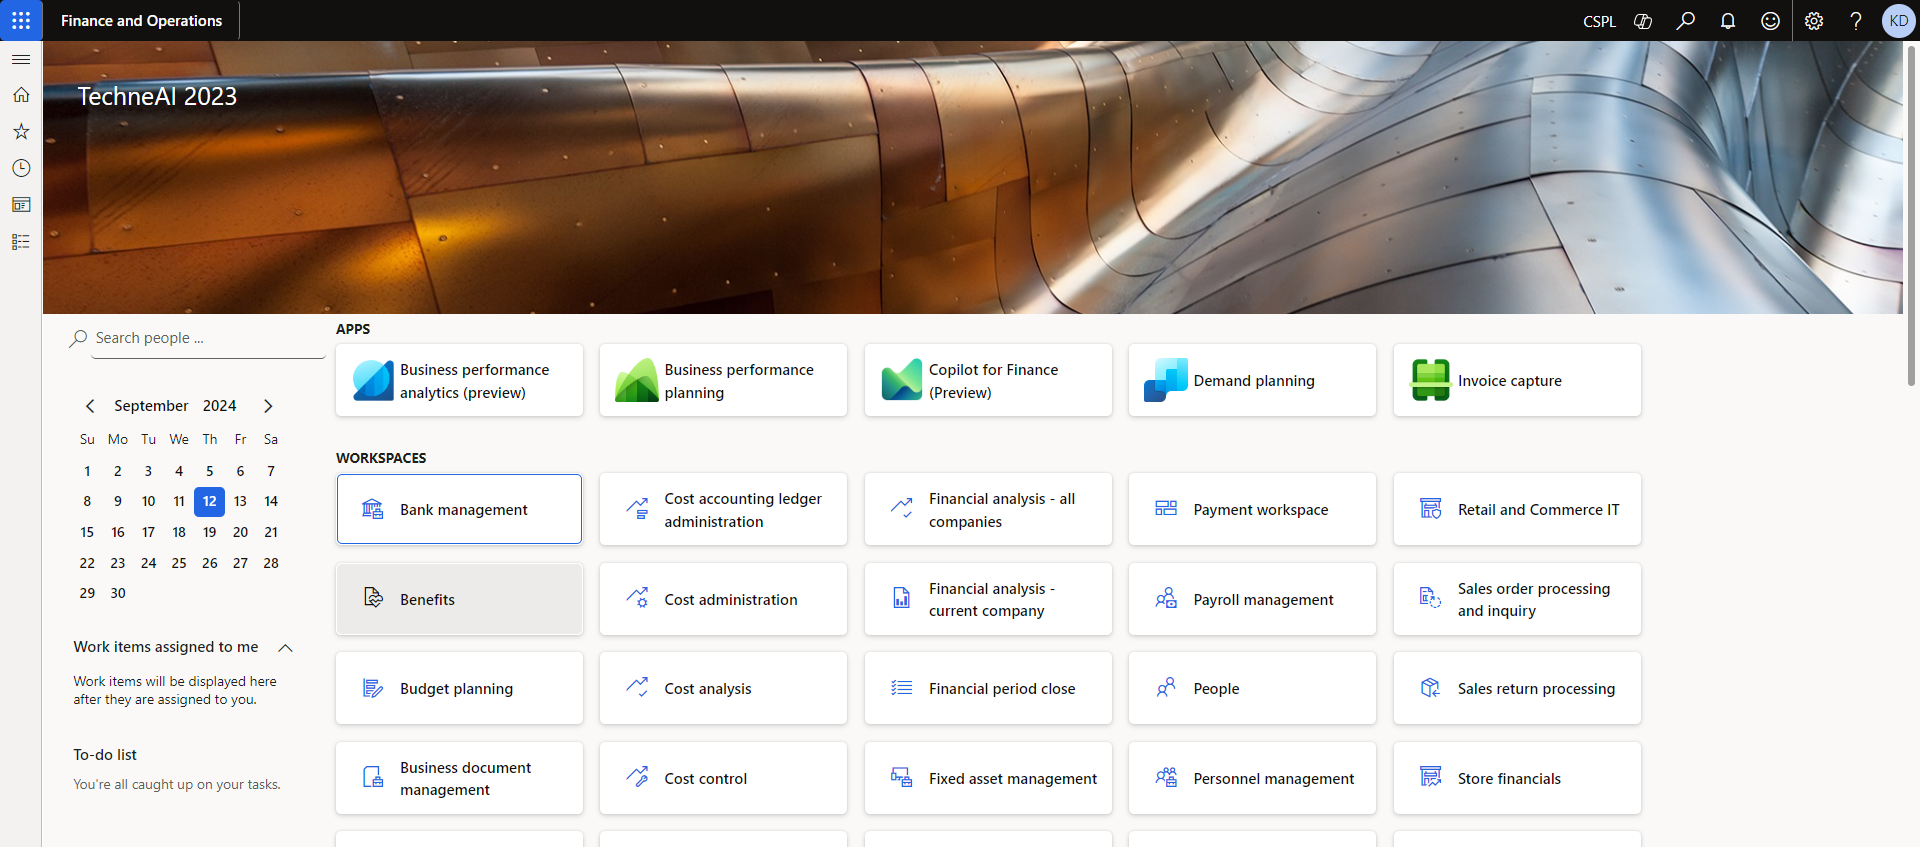 Finance and Operations
CSPL
KD
TechneAI 2023
Search people ...
September 2024
Su Mo Tu We Th Fr Sa
1 2 3 4 5 6 7
8 9 10 11 12 13 14
15 16 17 18 19 20 21
22 23 24 25 26 27 28
29 30
Work items assigned to me
Work items will be displayed here
after they are assigned to you.
To-do list
You're all caught up on your tasks.
APPS
Business performance
analytics (preview)
Business performance
planning
Copilot for Finance
(Preview)
Demand planning
Invoice capture
WORKSPACES
Bank management
Cost accounting ledger
administration
Financial analysis - all
companies
Payment workspace
Retail and Commerce IT
Benefits
Cost administration
Financial analysis -
current company
Payroll management
Sales order processing
and inquiry
Budget planning
Cost analysis
Financial period close
People
Sales return processing
Business document
management
Cost control
Fixed asset management
Personnel management
Store financials